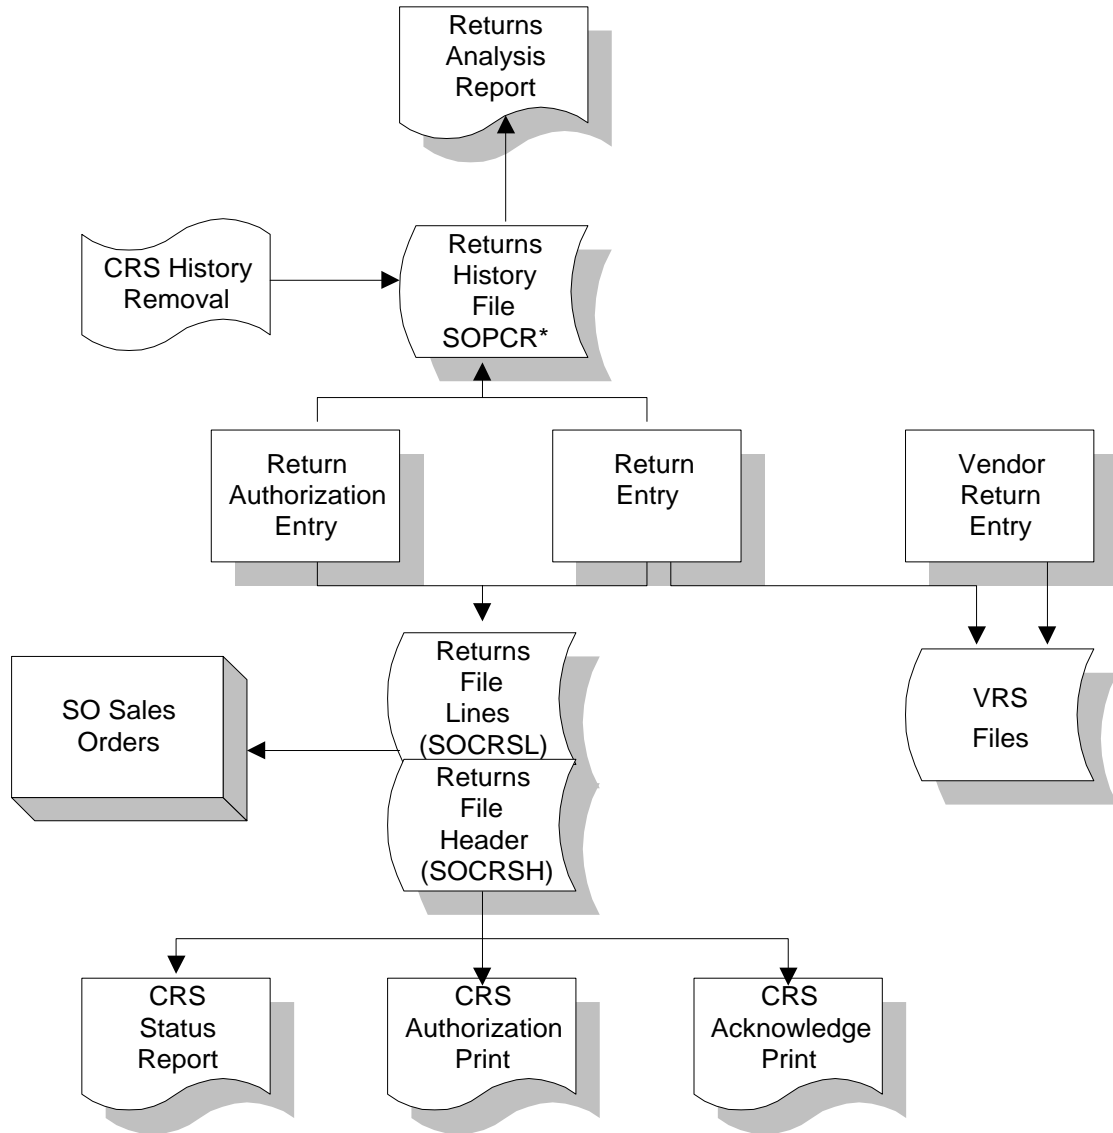 Returns
Analysis
Report
CRS History
Removal
Returns
History
File
SOPCR*
Return
Authorization
Entry
Return
Entry
Vendor
Return
Entry
SO Sales
Orders
Returns
File
Lines
(SOCRSL)
Returns
File
Header
(SOCRSH)
VRS
Files
CRS
Status
Report
CRS
Authorization
Print
CRS
Acknowledge
Print